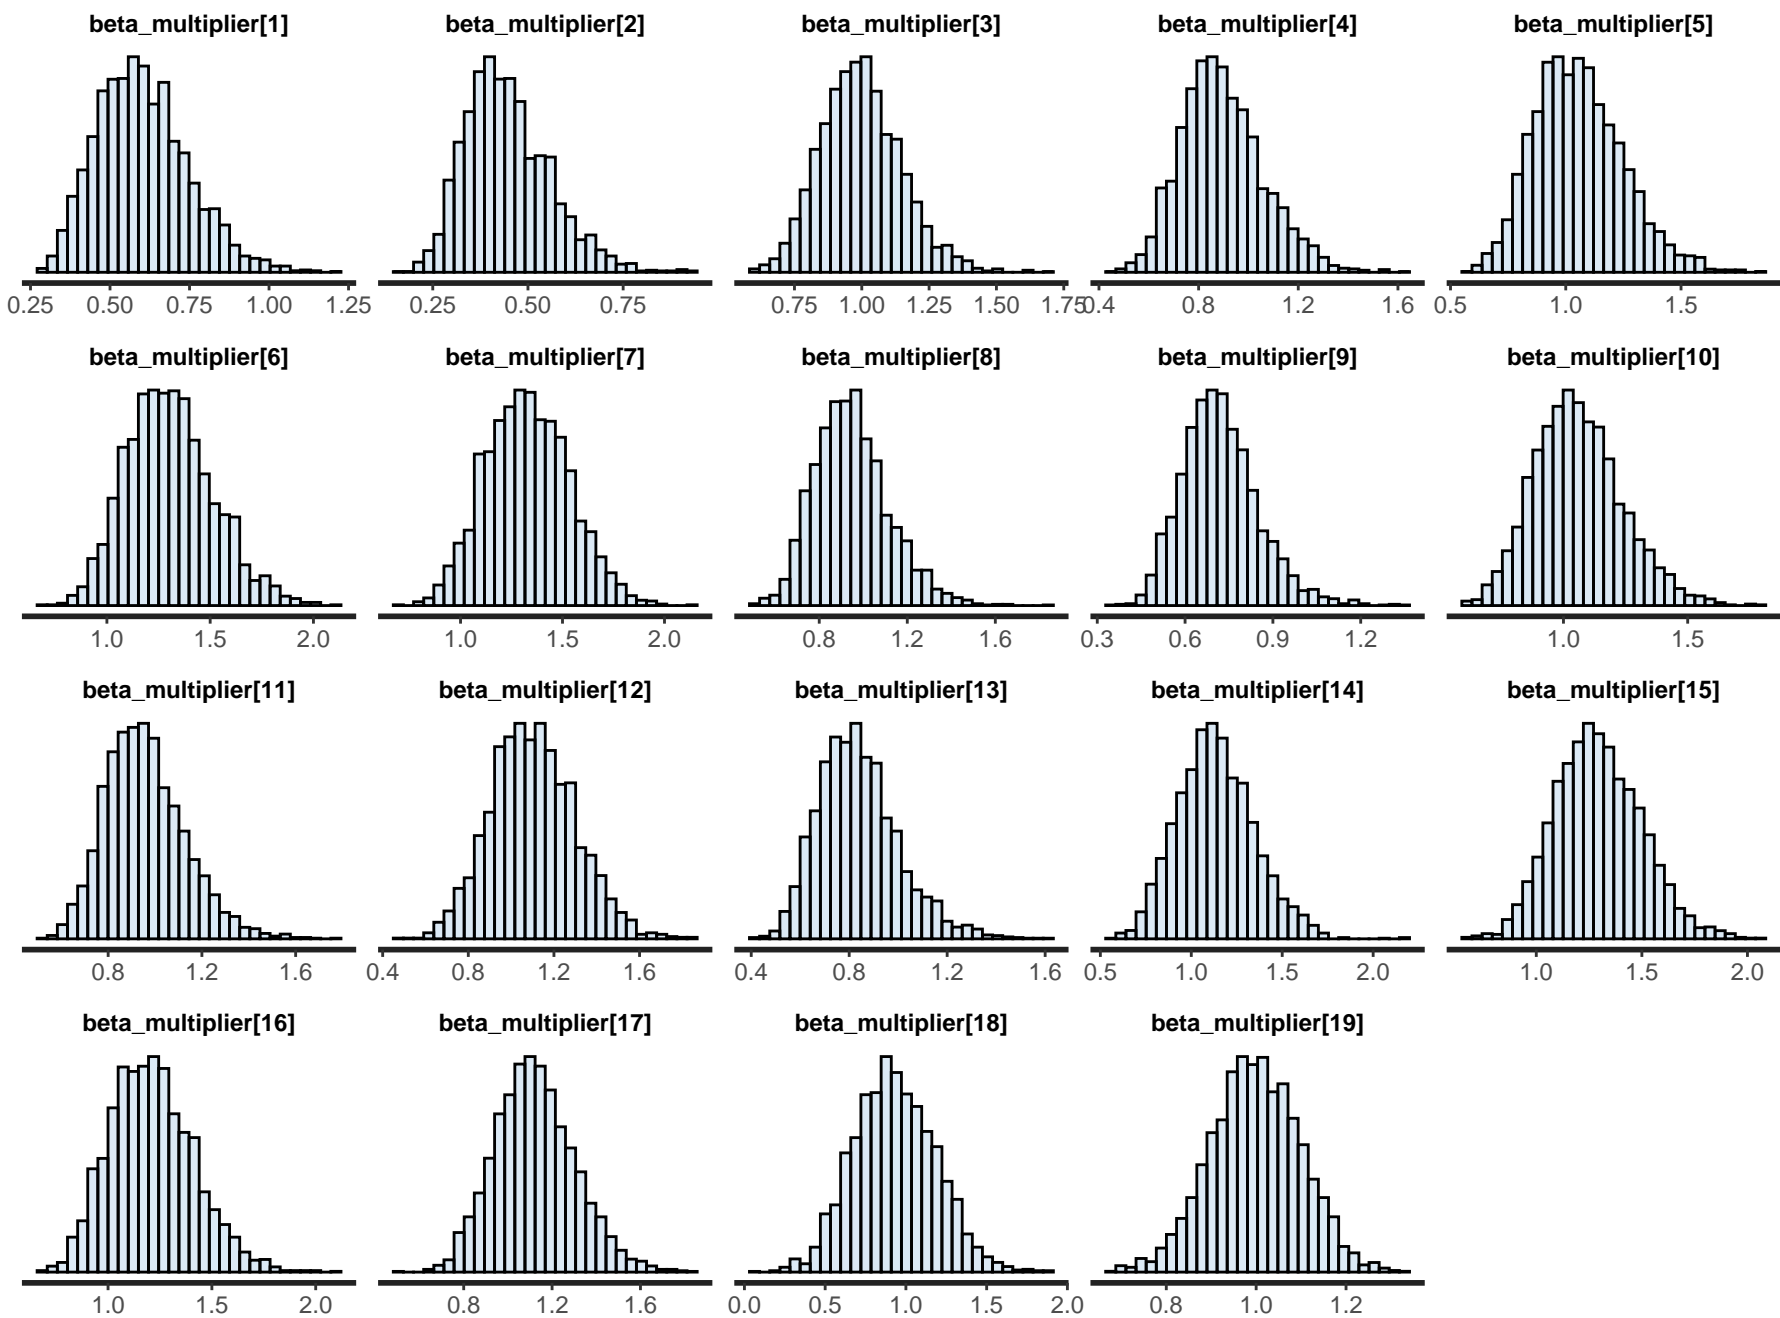 beta_multiplier[1] beta_multiplier[2] beta_multiplier[3] beta_multiplier[4] beta_multiplier[5]
0.25 0.50 0.75 1.00 1.25 0.25 0.50 0.75 0.75 1.00 1.25 1.50 1.75 0.4 0.8 1.2 1.6 0.5 1.0 1.5
beta_multiplier[6] beta_multiplier[7] beta_multiplier[8] beta_multiplier[9] beta_multiplier[10]
1.0 1.5 2.0 1.0 1.5 2.0 0.8 1.2 1.6 0.3 0.6 0.9 1.2 1.0 1.5
beta_multiplier[11] beta_multiplier[12] beta_multiplier[13] beta_multiplier[14] beta_multiplier[15]
0.8 1.2 1.6 0.4 0.8 1.2 1.6 0.4 0.8 1.2 1.6 0.5 1.0 1.5 2.0 1.0 1.5 2.0
beta_multiplier[16] beta_multiplier[17] beta_multiplier[18] beta_multiplier[19]
1.0 1.5 2.0 0.8 1.2 1.6 0.0 0.5 1.0 1.5 2.0 0.8 1.0 1.2